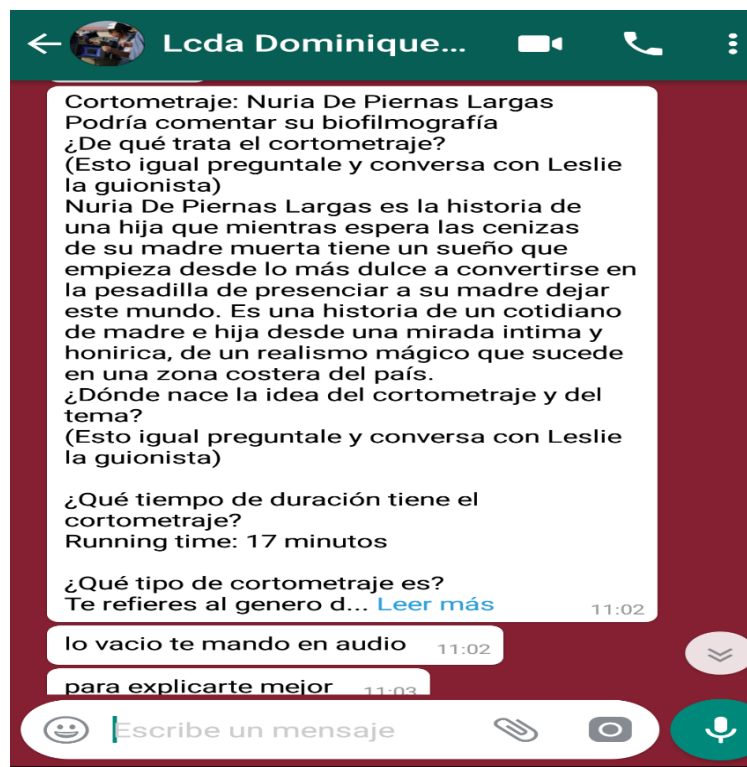 Lcda Dominique...
Cortometraje: Nuria De Piernas Largas
Podría comentar su biofilmografía
¿De qué trata el cortometraje?
(Esto igual preguntale y conversa con Leslie
la guionista)
Nuria De Piernas Largas es la historia de
una hija que mientras espera las cenizas
de su madre muerta tiene un sueño que
empieza desde lo más dulce a convertirse en
la pesadilla de presenciar a su madre dejar
este mundo. Es una historia de un cotidiano
de madre e hija desde una mirada intima y
honirica, de un realismo mágico que sucede
en una zona costera del país.
¿Dónde nace la idea del cortometraje y del
tema?
(Esto igual preguntale y conversa con Leslie
la guionista)
¿Qué tiempo de duración tiene el
cortometraje?
Running time: 17 minutos
¿Qué tipo de cortometraje es?
Te refieres al genero d... Leer más 11:02
lo vacio te mando en audio 11:02
para explicarte mejor 11:03
Escribe un mensaje